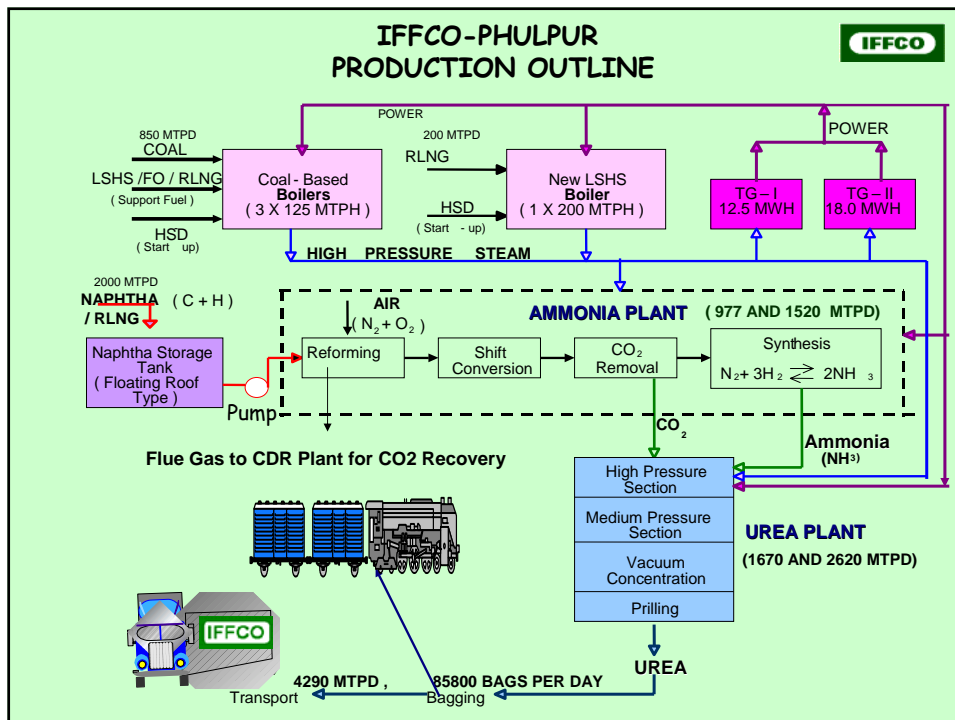 IFFCO-PHULPUR
PRODUCTION OUTLINE
IFFCO
POWER
850 MTPD
COAL
LSHS /FO / RLNG
( Support Fuel )
HSD
(Start up)
Coal - Based
Boilers
( 3 X 125 MTPH )
200 MTPD
RLNG
HSD
(Start - up)
New LSHS
Boiler
( 1 X 200 MTPH )
POWER
TG – I
12.5 MWH
TG – II
18.0 MWH
HIGH PRESSURE STEAM
2000 MTPD
NAPHTHA ( C + H )
/ RLNG
Naphtha Storage
Tank
( Floating Roof
Type )
Pump
AIR
( N2 + O2 )
AMMONIA PLANT ( 977 AND 1520 MTPD)
Reforming
Shift
Conversion
CO2
Removal
Synthesis
N2 + 3H2 ⇄ 2NH3
CO2
Ammonia
(NH3)
Flue Gas to CDR Plant for CO2 Recovery
High Pressure
Section
Medium Pressure
Section
Vacuum
Concentration
Prilling
UREA PLANT
(1670 AND 2620 MTPD)
IFFCO
UREA
4290 MTPD , 85800 BAGS PER DAY
Transport Bagging